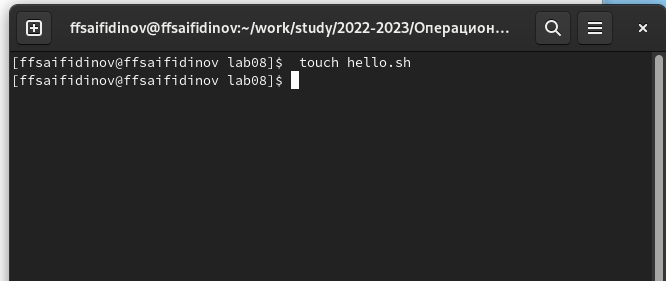 ffsaifidinov@ffsaifidinov:~/work/study/2022-2023/Операцион...
[ffsaifidinov@ffsaifidinov lab08]$  touch hello.sh
[ffsaifidinov@ffsaifidinov lab08]$